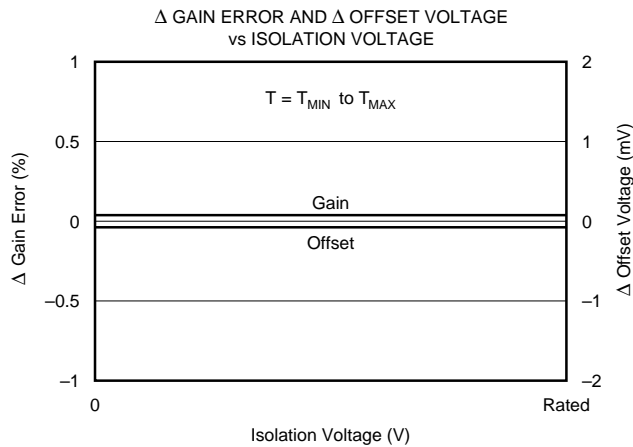 Δ GAIN ERROR AND Δ OFFSET VOLTAGE
vs ISOLATION VOLTAGE
1
0.5
0
–0.5
–1
2
1
0
–1
–2
T = TMIN to TMAX
Gain
Offset
Δ Gain Error (%)
Δ Offset Voltage (mV)
0
Rated
Isolation Voltage (V)